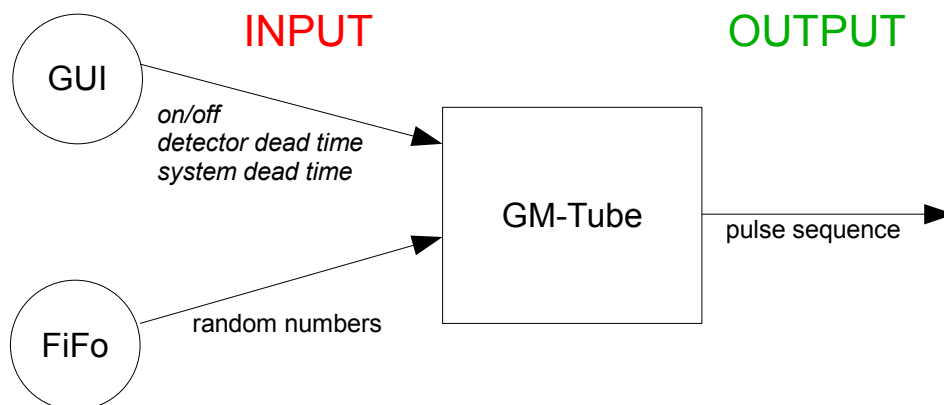 INPUT
OUTPUT
GUI
on/off
detector dead time
system dead time
GM-Tube
pulse sequence
random numbers
FiFo